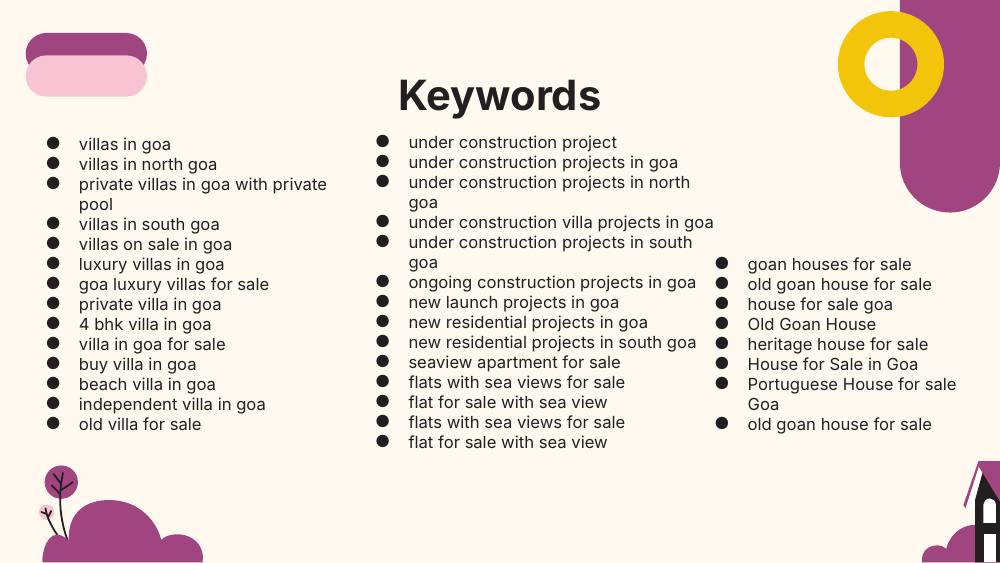 Keywords
● villas in goa
● villas in north goa
● private villas in goa with private
pool
● villas in south goa
● villas on sale in goa
● luxury villas in goa
● goa luxury villas for sale
● private villa in goa
● 4 bhk villa in goa
● villa in goa for sale
● buy villa in goa
● beach villa in goa
● independent villa in goa
● old villa for sale
● under construction project
● under construction projects in goa
● under construction projects in north
goa
● under construction villa projects in goa
● under construction projects in south
goa
● ongoing construction projects in goa
● new launch projects in goa
● new residential projects in goa
● new residential projects in south goa
● seaview apartment for sale
● flats with sea views for sale
● flat for sale with sea view
● flats with sea views for sale
● flat for sale with sea view
● goan houses for sale
● old goan house for sale
● house for sale goa
● Old Goan House
● heritage house for sale
● House for Sale in Goa
● Portuguese House for sale
Goa
● old goan house for sale